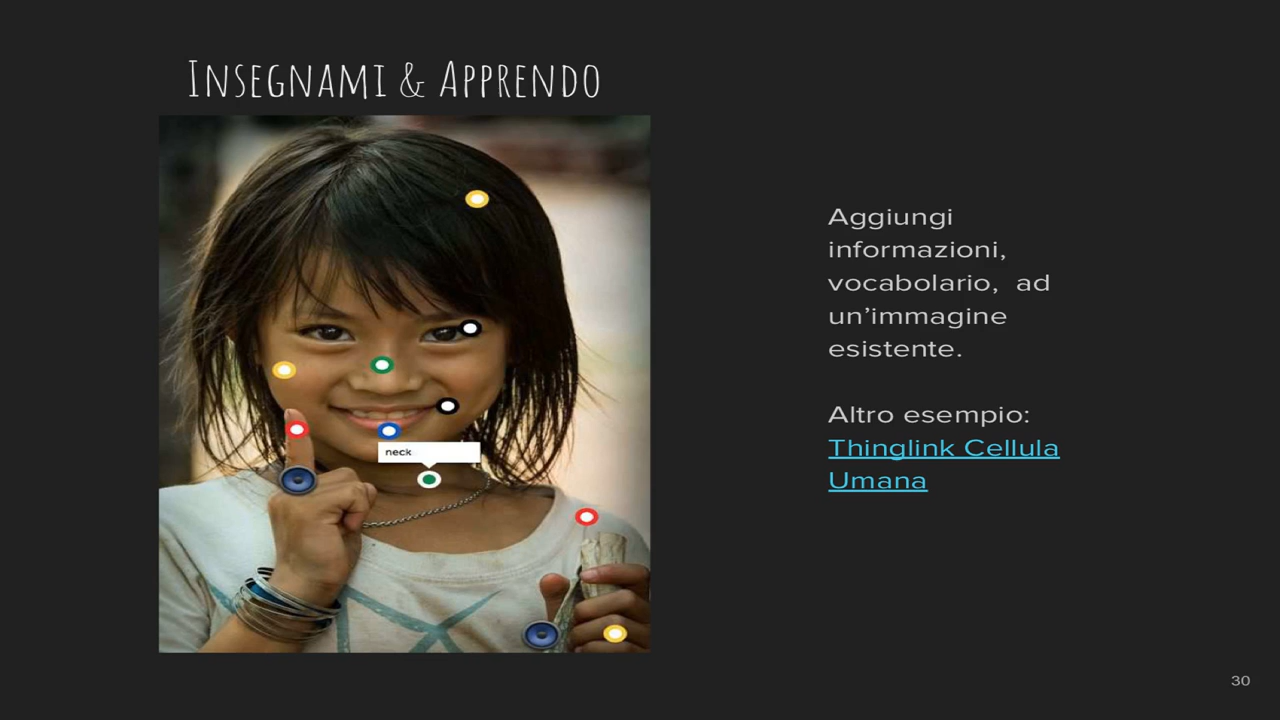 Insegnami & Apprendo
neck
Aggiungi
informazioni,
vocabolario, ad
un'immagine
esistente.
Altro esempio:
Thinglink Cellula
Umana
30